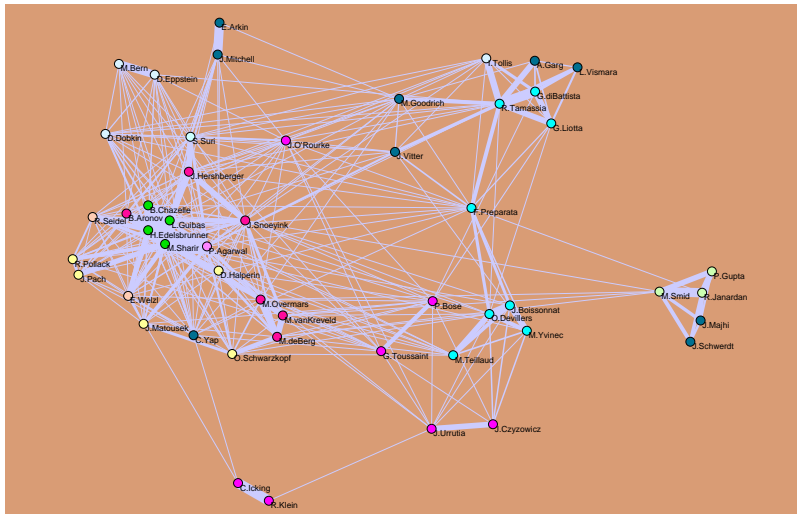 E.Arkin
J.Mitchell
M.Bern
D.Eppstein
I.Tollis
A.Garg
L.Vismara
G.diBattista
M.Goodrich
R.Tamassia
G.Liotta
D.Dobkin
S.Suri
J.O'Rourke
J.Vitter
J.Hershberger
B.Chazelle
F.Preparata
R.Seidel
B.Aronov
L.Guibas
J.Snoeyink
H.Edelsbrunner
M.Sharir
P.Agarwal
R.Pollack
J.Pach
D.Halperin
P.Gupta
M.Smid
R.Janardan
E.Welzl
M.Overmars
P.Bose
J.Boissonnat
O.Devillers
M.vanKreveld
J.Majhi
J.Matousek
C.Yap
M.deBerg
M.Yvinec
J.Schwerdt
O.Schwarzkopf
G.Toussaint
M.Teillaud
J.Urrutia
J.Czyzowicz
C.Icking
R.Klein